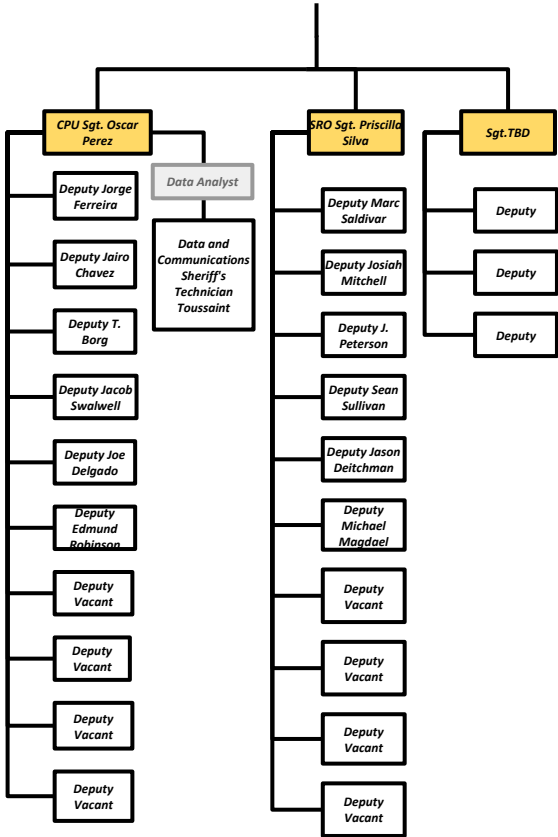 CPU Sgt. Oscar
Perez
Deputy Jorge
Ferreira
Deputy Jairo
Chavez
Deputy T.
Borg
Deputy Jacob
Swalwell
Deputy Joe
Delgado
Deputy
Edmund
Robinson
Deputy
Vacant
Deputy
Vacant
Deputy
Vacant
Deputy
Vacant
Data Analyst
Data and
Communications
Sheriff's
Technician
Toussaint
SRO Sgt. Priscilla
Silva
Deputy Marc
Saldivar
Deputy Josiah
Mitchell
Deputy J.
Peterson
Deputy Sean
Sullivan
Deputy Jason
Deitchman
Deputy
Michael
Magdael
Deputy
Vacant
Deputy
Vacant
Deputy
Vacant
Deputy
Vacant
Sgt.TBD
Deputy
Deputy
Deputy